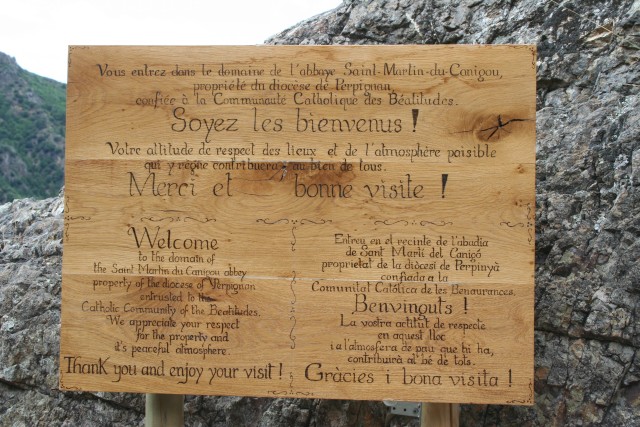 Vous entrez dans le domaine de l'abbaye Saint-Martin-du-Canigou,
propriété du diocèse de Perpignan,
confiée à la Communauté Catholique des Béatitudes.
Soyez les bienvenus !
Votre attitude de respect des lieux et de l'atmosphère paisible
qui y règne contribuera au bien de tous.
Merci et bonne visite !
Welcome
to the domain of
the Saint Martin du Canigou abbey
property of the diocese of Perpignan
entrusted to the
Catholic Community of the Beatitudes.
We appreciate your respect
for the property and
it's peaceful atmosphere.
Thank you and enjoy your visit !
Entreu en el recinte de l'abadia
de Sant Martí del Canigó
proprietat de la diòcesi de Perpinyà
confiada a la
Comunitat Catòlica de les Benaurances.
Benvinguts !
La vostra actitut de respecte
en aquest lloc
i a l'atmosfera de pau que hi ha,
contribuirà al bé de tots.
Gràcies i bona visita !